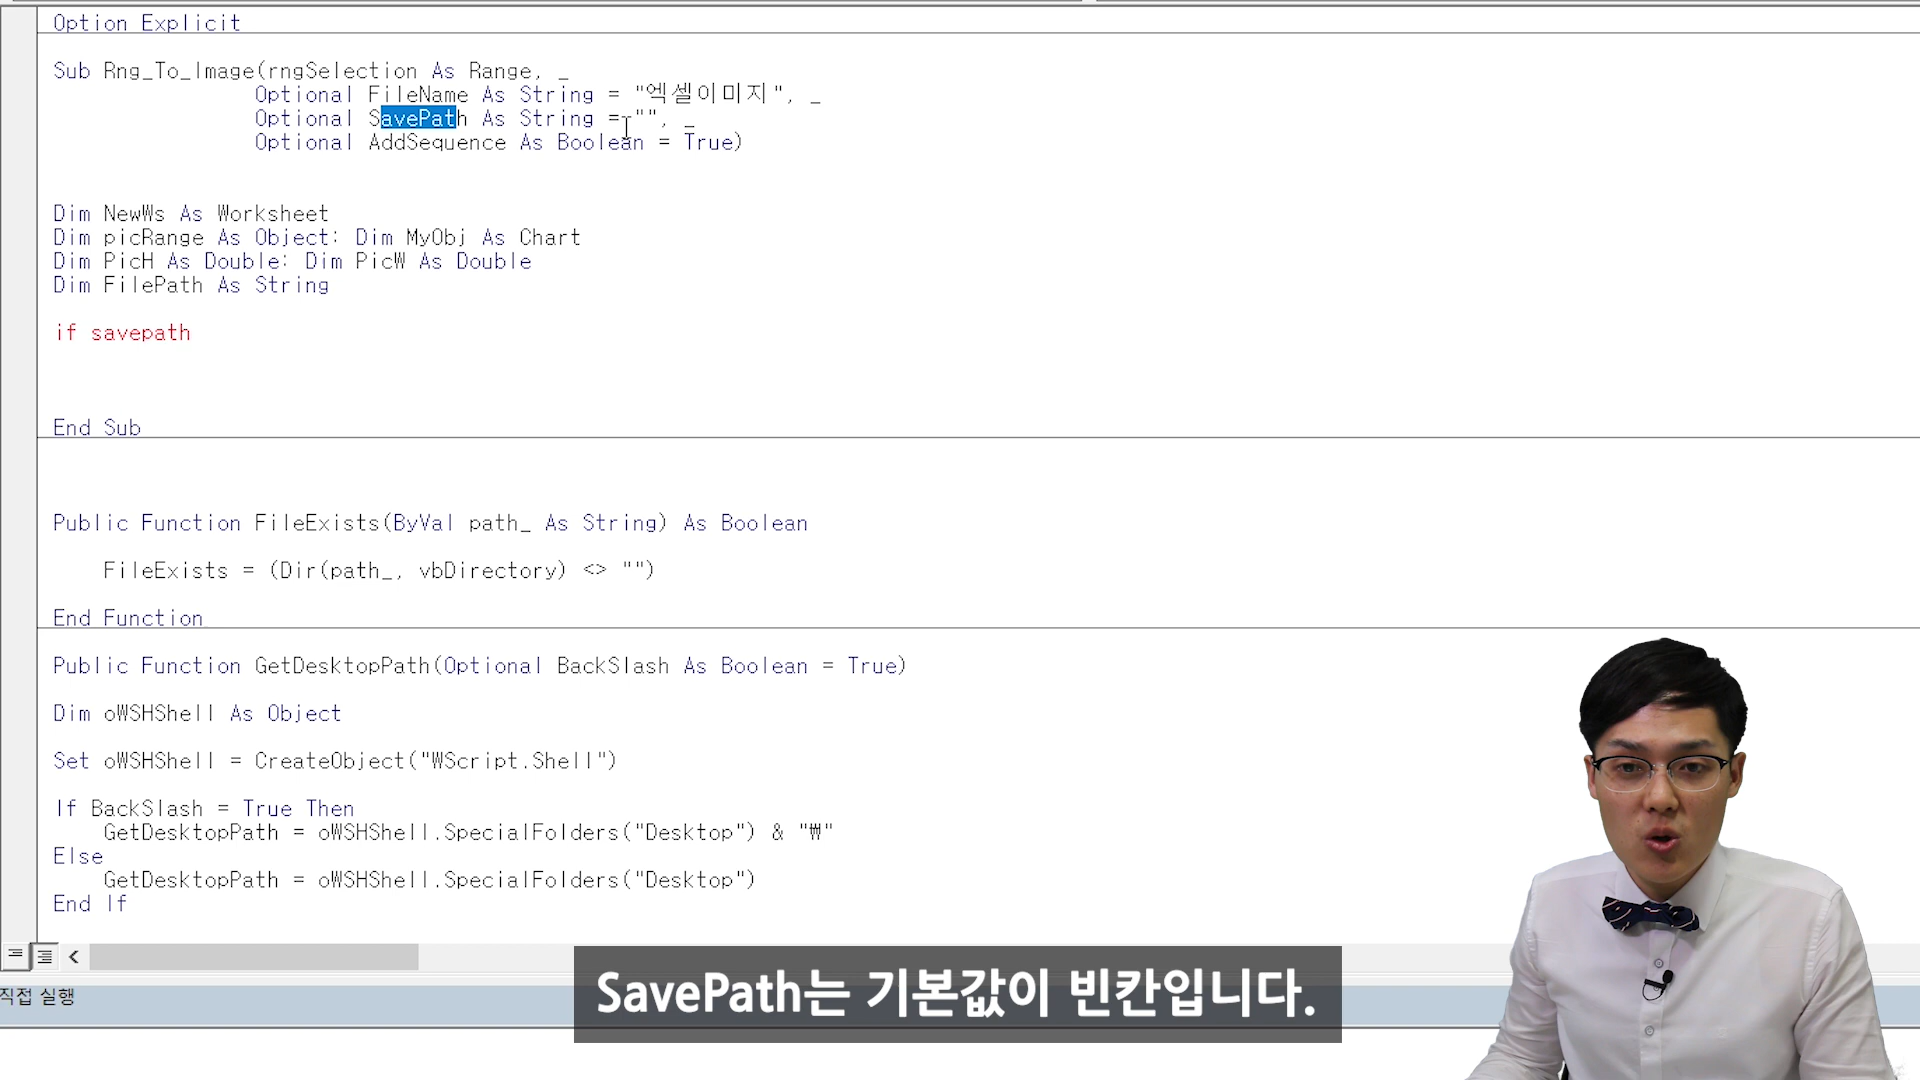 Option Explicit
Sub Rng_To_Image(rngSelection As Range, _
Optional FileName As String = "엑셀이미지", _
Optional SavePath As String = "", _
Optional AddSequence As Boolean = True)
Dim NewWs As Worksheet
Dim picRange As Object: Dim MyObj As Chart
Dim PicH As Double: Dim PicW As Double
Dim FilePath As String
if savepath
End Sub
Public Function FileExists(ByVal path_ As String) As Boolean
FileExists = (Dir(path_, vbDirectory) <> "")
End Function
Public Function GetDesktopPath(Optional BackSlash As Boolean = True)
Dim oWSHShell As Object
Set oWSHShell = CreateObject("WScript.Shell")
If BackSlash = True Then
GetDesktopPath = oWSHShell.SpecialFolders("Desktop") & "₩"
Else
GetDesktopPath = oWSHShell.SpecialFolders("Desktop")
End If
직접 실행
SavePath는 기본값이 빈칸입니다.